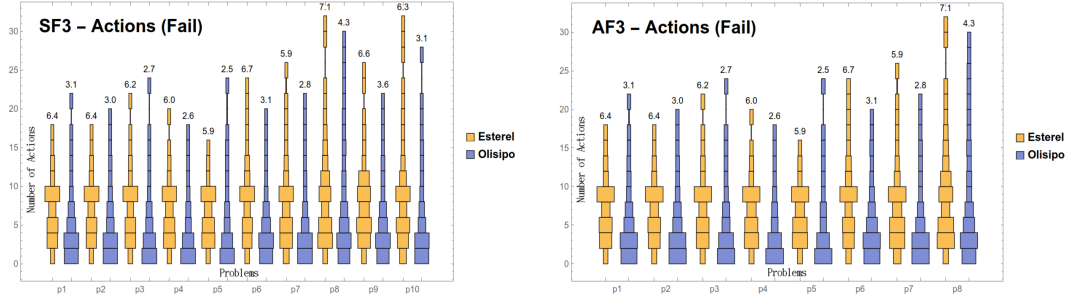 SF3 – Actions (Fail)
Number of Actions
30
25
20
15
10
5
0
6.4 3.1 6.4 3.0 6.2 2.7 6.0 2.6 5.9 2.5 6.7 3.1 5.9 2.8 7.1 4.3 6.6 3.6 6.3 3.1
Problems
p1 p2 p3 p4 p5 p6 p7 p8 p9 p10
Esterel
Olisipo
AF3 – Actions (Fail)
Number of Actions
30
25
20
15
10
5
0
6.4 3.1 6.4 3.0 6.2 2.7 6.0 2.6 5.9 2.5 6.7 3.1 5.9 2.8 7.1 4.3
Problems
p1 p2 p3 p4 p5 p6 p7 p8
Esterel
Olisipo